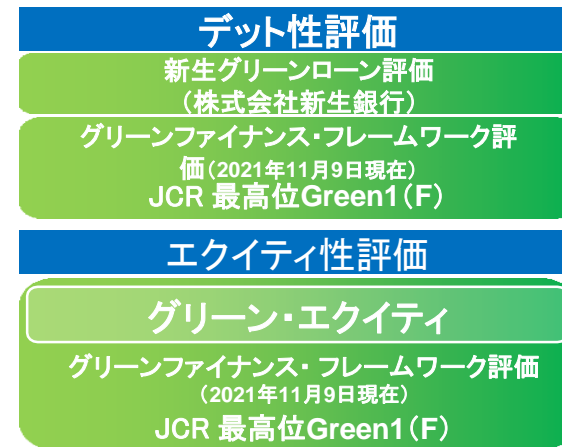 デット性評価
新生グリーンローン評価
（株式会社新生銀行）
グリーンファイナンス・フレームワーク評
価（2021年11月9日現在）
JCR 最高位Green1（F）
エクイティ性評価
グリーン・エクイティ
グリーンファイナンス・ フレームワーク評価
（2021年11月9日現在）
JCR 最高位Green1（F）